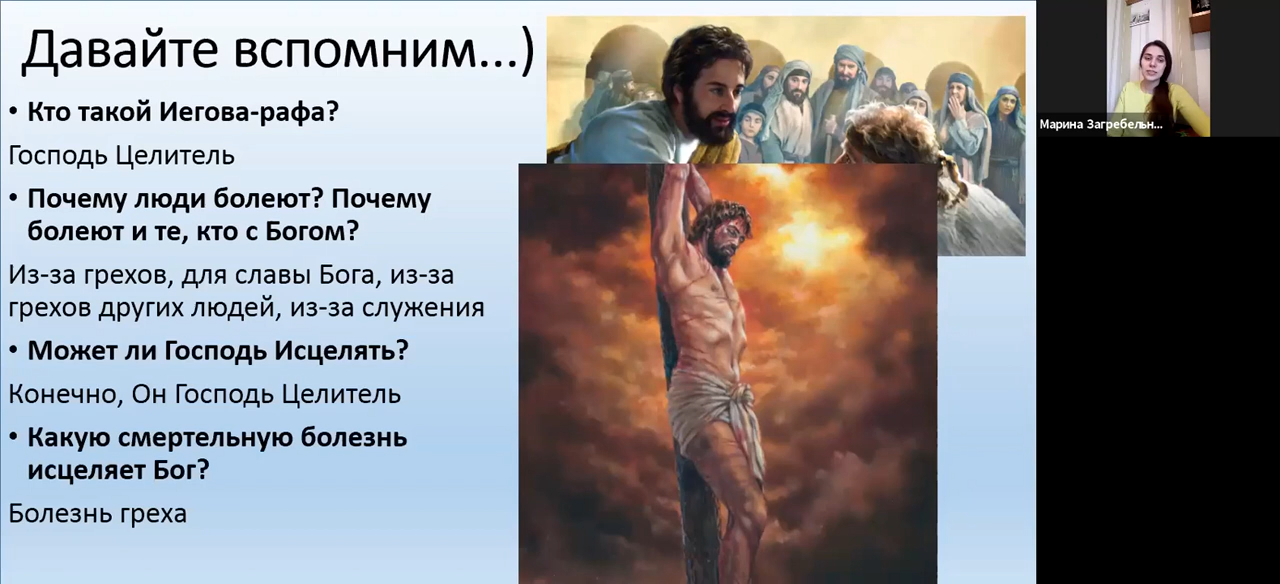 Давайте вспомним...)
• Кто такой Иегова-рафа?
Господь Целитель
• Почему люди болеют? Почему
болеют и те, кто с Богом?
Из-за грехов, для славы Бога, из-за
грехов других людей, из-за служения
• Может ли Господь Исцелять?
Конечно, Он Господь Целитель
• Какую смертельную болезнь
исцеляет Бог?
Болезнь греха
Марина Загребельн...